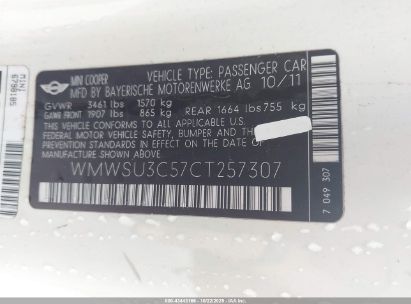 MINI COOPER
VEHICLE TYPE: PASSENGER CAR
MFD BY BAYERISCHE MOTORENWERKE AG 10/11
GVWR 3461 lbs 1570 kg
FRONT 1907 lbs 865 kg REAR 1664 lbs 755 kg
THIS VEHICLE CONFORMS TO ALL APPLICABLE U.S.
FEDERAL MOTOR VEHICLE SAFETY, BUMPER AND THEFT
PREVENTION STANDARDS IN EFFECT ON THE DATE OF
MANUFACTURE SHOWN ABOVE.
WMWSU3C57CT257307
7 049 307
MINI